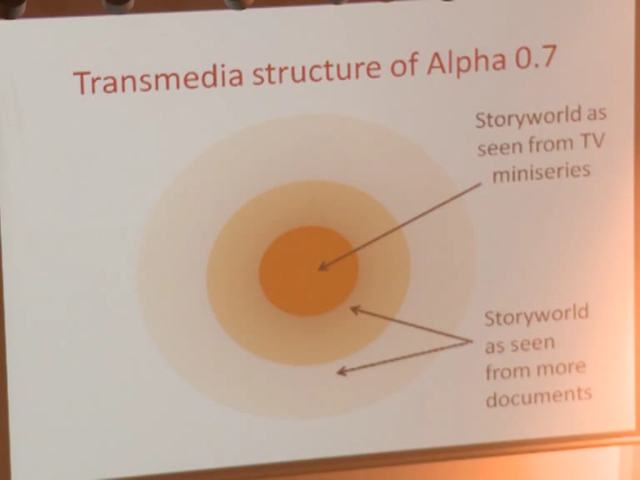 Transmedia structure of Alpha 0.7
Storyworld as
seen from TV
miniseries
Storyworld
as seen
from more
documents